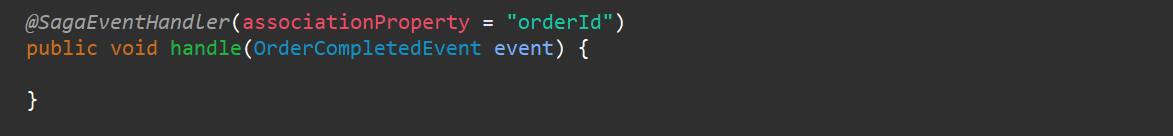 @SagaEventHandler(associationProperty = "orderId")
public void handle(OrderCompletedEvent event) {
}